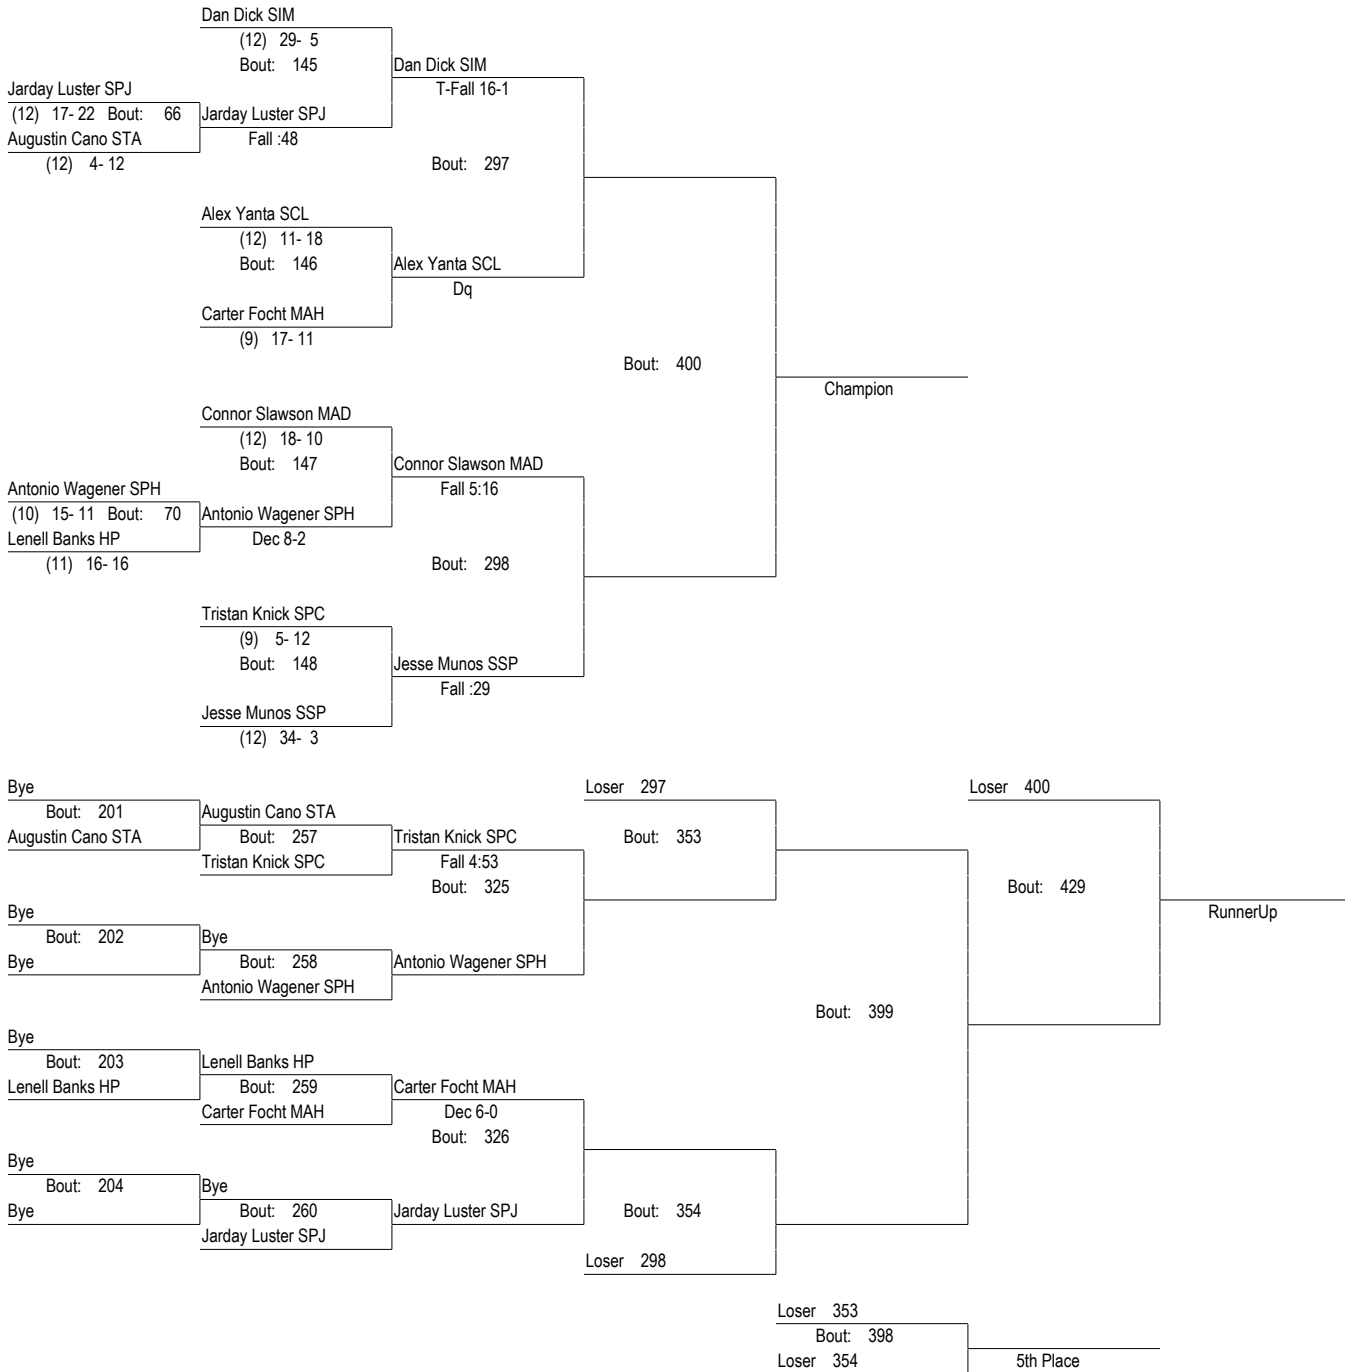 Dan Dick SIM
(12) 29- 5
Bout: 145
Dan Dick SIM
T-Fall 16-1
Jarday Luster SPJ
(12) 17- 22 Bout: 66
Jarday Luster SPJ
Augustin Cano STA
Fall :48
(12) 4- 12
Bout: 297
Alex Yanta SCL
(12) 11- 18
Bout: 146
Alex Yanta SCL
Dq
Carter Focht MAH
(9) 17- 11
Bout: 400
Champion
Connor Slawson MAD
(12) 18- 10
Bout: 147
Connor Slawson MAD
Fall 5:16
Antonio Wagener SPH
(10) 15- 11 Bout: 70
Antonio Wagener SPH
Lenell Banks HP
Dec 8-2
(11) 16- 16
Bout: 298
Tristan Knick SPC
(9) 5- 12
Bout: 148
Jesse Munos SSP
Fall :29
Jesse Munos SSP
(12) 34- 3
Bye
Loser 297
Loser 400
Bout: 201
Augustin Cano STA
Augustin Cano STA
Bout: 257
Tristan Knick SPC
Bout: 353
Tristan Knick SPC
Fall 4:53
Bout: 325
Bout: 429
Bye
RunnerUp
Bout: 202
Bye
Bye
Bout: 258
Antonio Wagener SPH
Antonio Wagener SPH
Bout: 399
Bye
Bout: 203
Lenell Banks HP
Lenell Banks HP
Bout: 259
Carter Focht MAH
Carter Focht MAH
Dec 6-0
Bout: 326
Bye
Bout: 204
Bye
Bye
Bout: 260
Jarday Luster SPJ
Bout: 354
Jarday Luster SPJ
Loser 298
Loser 353
Bout: 398
Loser 354
5th Place